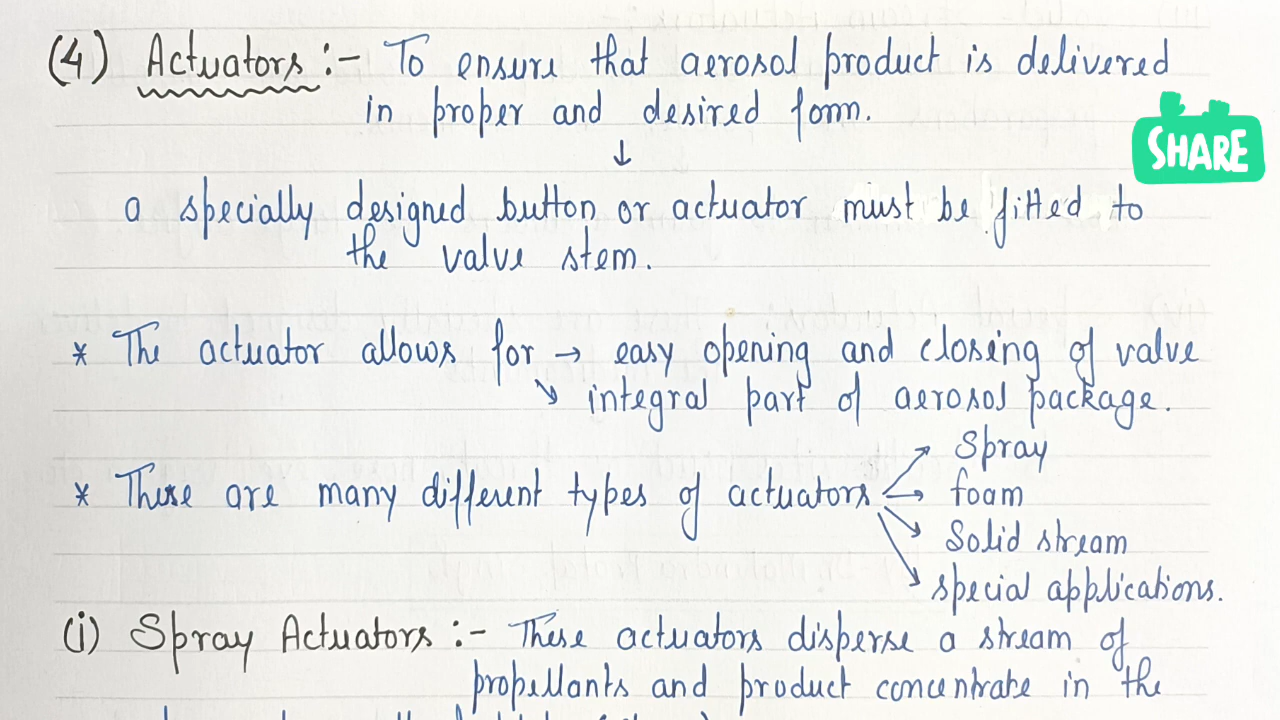 (4) Actuators :- To ensure that aerosol product is delivered
in proper and desired form.
↓
a specially designed button or actuator must be fitted to
the valve stem.
SHARE
* The actuator allows for → easy opening and closing of valve
↘ integral part of aerosol package.
* There are many different types of actuators
Spray
foam
Solid stream
special applications.
(i) Spray Actuators :- These actuators disperse a stream of
propellants and product concentrate in the